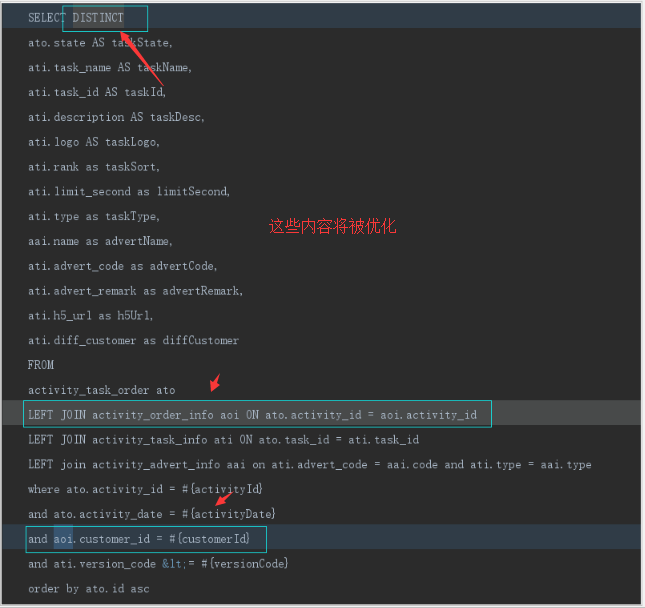 SELECT DISTINCT
ato.state AS taskState,
ati.task_name AS taskName,
ati.task_id AS taskId,
ati.description AS taskDesc,
ati.logo AS taskLogo,
ati.rank as taskSort,
ati.limit_second as limitSecond,
ati.type as taskType,
这些内容将被优化
aai.name as advertName,
ati.advert_code as advertCode,
ati.advert_remark as advertRemark,
ati.h5_url as h5Url,
ati.diff_customer as diffCustomer
FROM
activity_task_order ato
LEFT JOIN activity_order_info aoi ON ato.activity_id = aoi.activity_id
LEFT JOIN activity_task_info ati ON ato.task_id = ati.task_id
LEFT join activity_advert_info aai on ati.advert_code = aai.code and ati.type = aai.type
where ato.activity_id = #{activityId}
and ato.activity_date = #{activityDate}
and aoi.customer_id = #{customerId}
and ati.version_code &lt;= #{versionCode}
order by ato.id asc